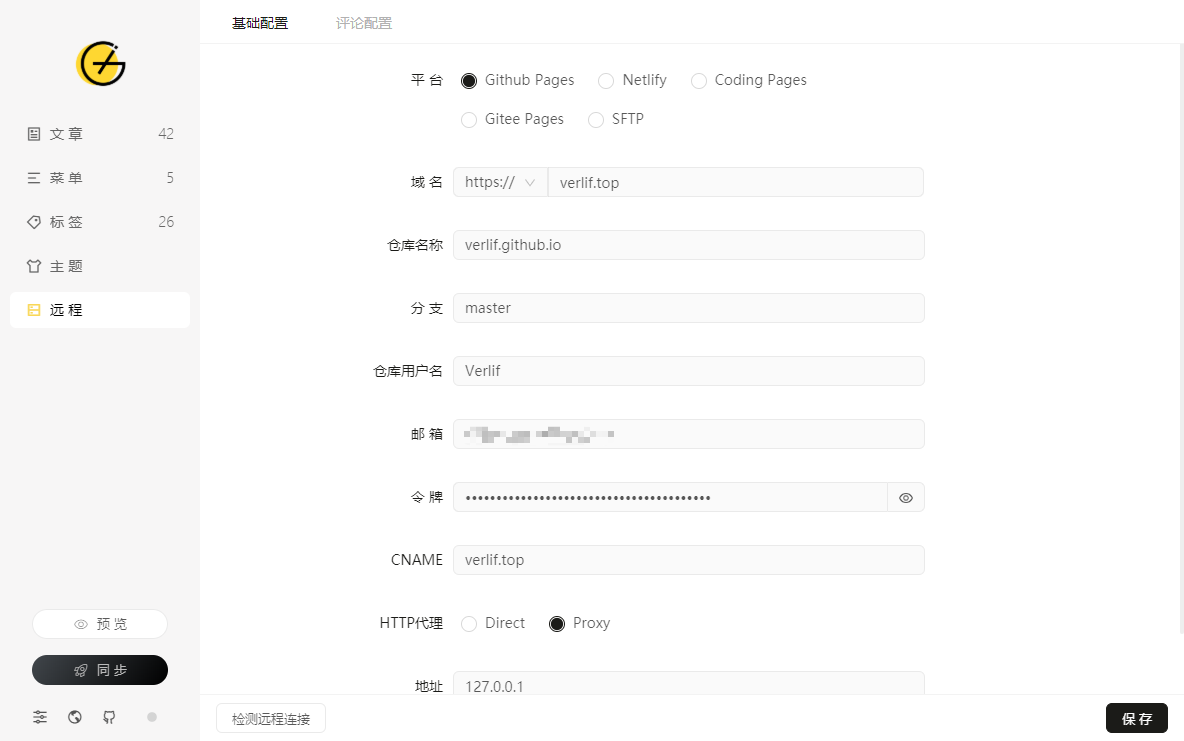 基础配置 评论配置
文章 42
菜单 5
标签 26
主题
远程
预览
同步
平台 Github Pages Netlify Coding Pages
Gitee Pages SFTP
域名 https:// verlif.top
仓库名称 verlif.github.io
分支 master
仓库用户名 Verlif
邮箱
令牌 ••••••••••••••••••••••••••••••••••••••••
CNAME verlif.top
HTTP代理 Direct Proxy
地址 127.0.0.1
检测远程连接 保存